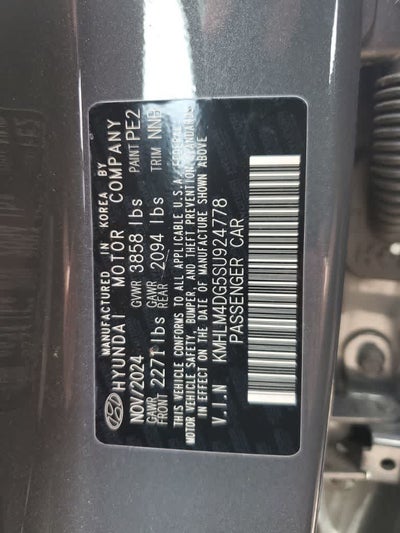 MANUFACTURED IN KOREA BY
HYUNDAI MOTOR COMPANY
NOV/2024 GVWR 3858 lbs PAINT PE2
GAWR FRONT 2271 lbs GAWR REAR 2094 lbs TRIM NNB
THIS VEHICLE CONFORMS TO ALL APPLICABLE U.S.A. FEDERAL
MOTOR VEHICLE SAFETY, BUMPER, AND THEFT PREVENTION STANDARDS
IN EFFECT ON THE DATE OF MANUFACTURE SHOWN ABOVE
V.I.N KMHLM4DG5SU924778
PASSENGER CAR